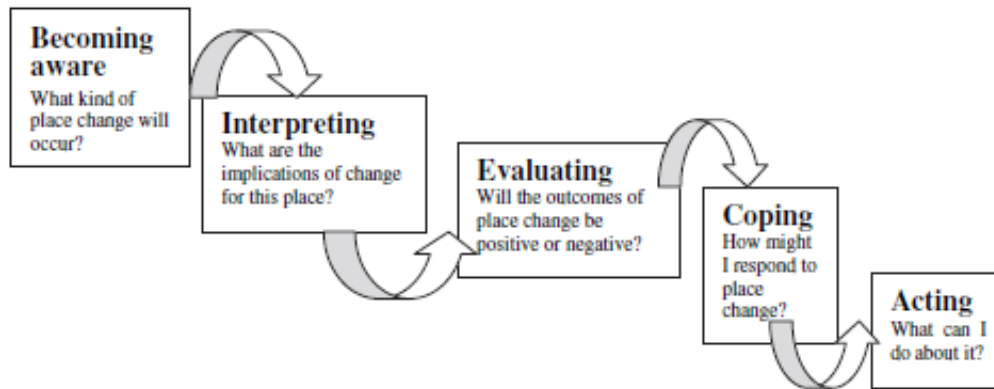 Becoming
aware
What kind of
place change will
occur?
Interpreting
What are the
implications of change
for this place?
Evaluating
Will the outcomes of
place change be
positive or negative?
Coping
How might
I respond to
place
change?
Acting
What can I
do about it?